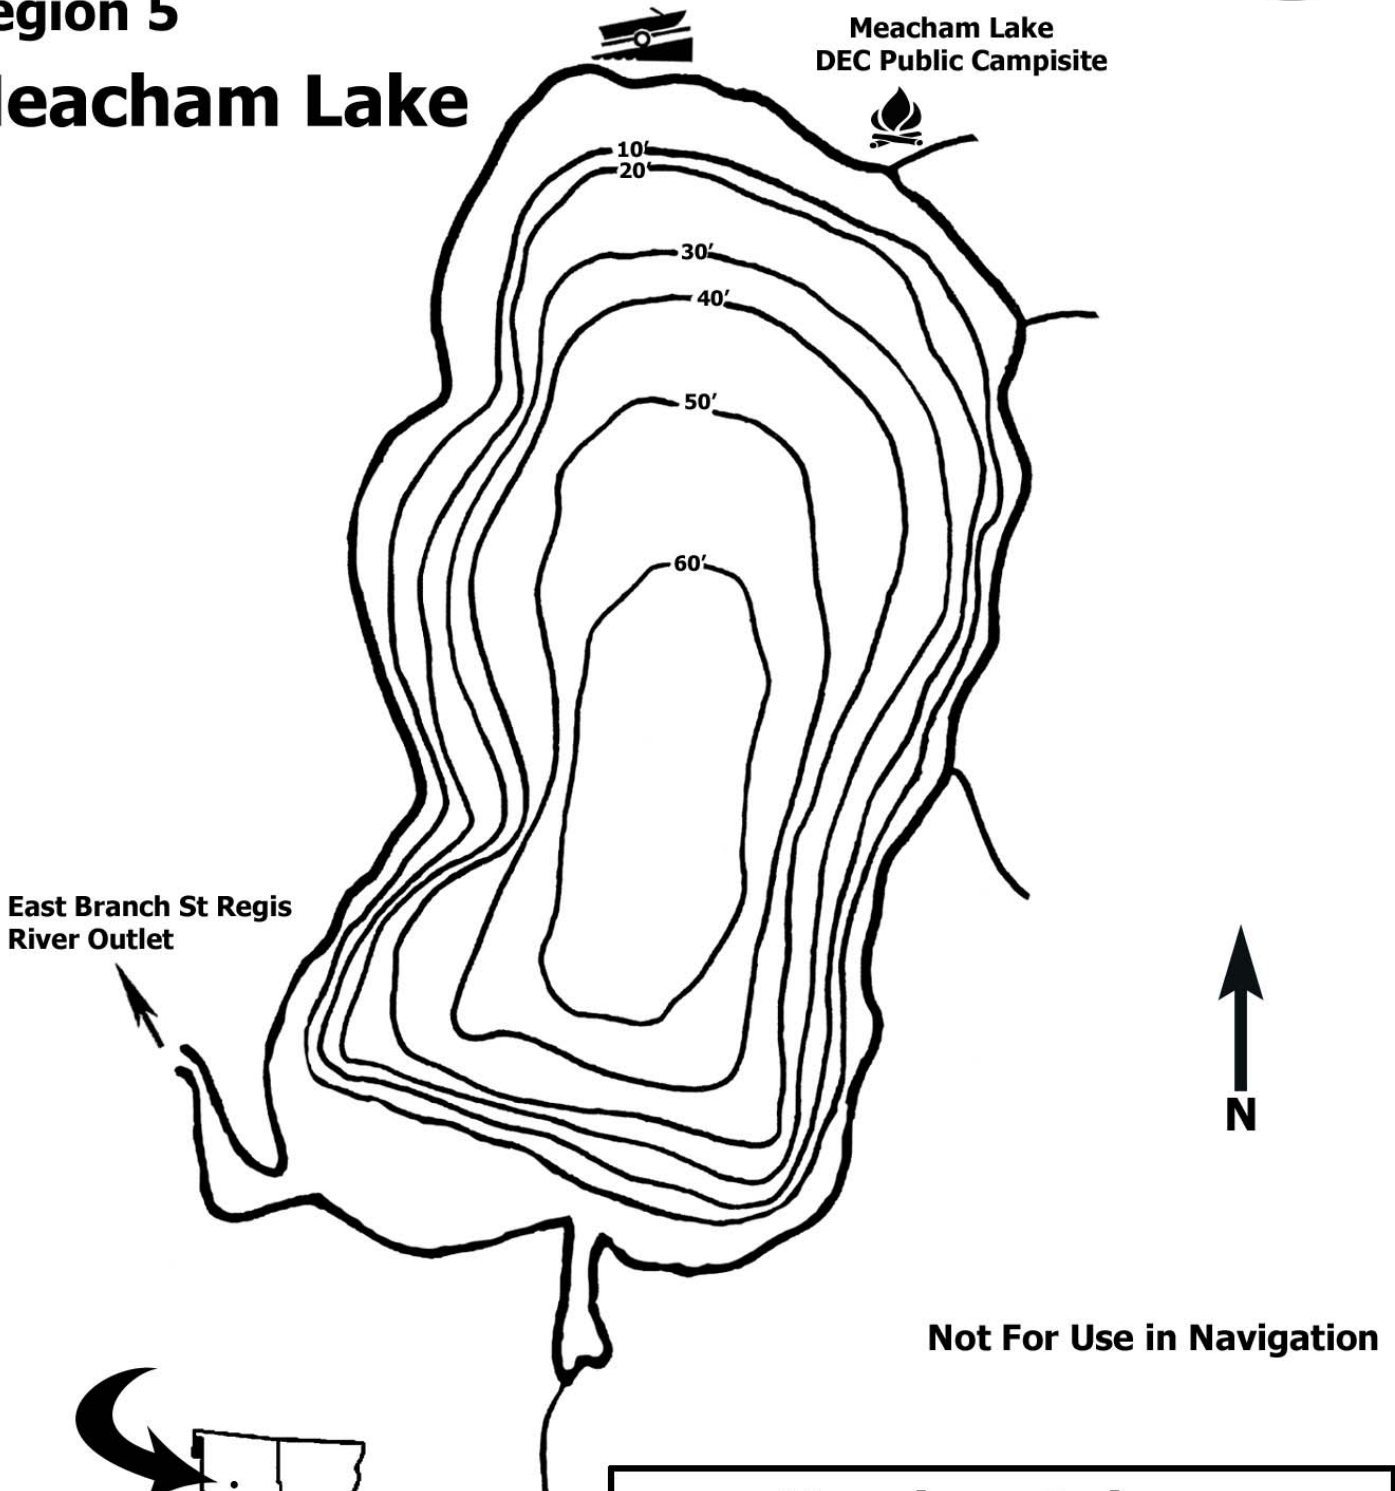 egion 5
eacham Lake
Meacham Lake
DEC Public Campisite
10'
20'
30'
40'
50'
60'
East Branch St Regis
River Outlet
N
Not For Use in Navigation